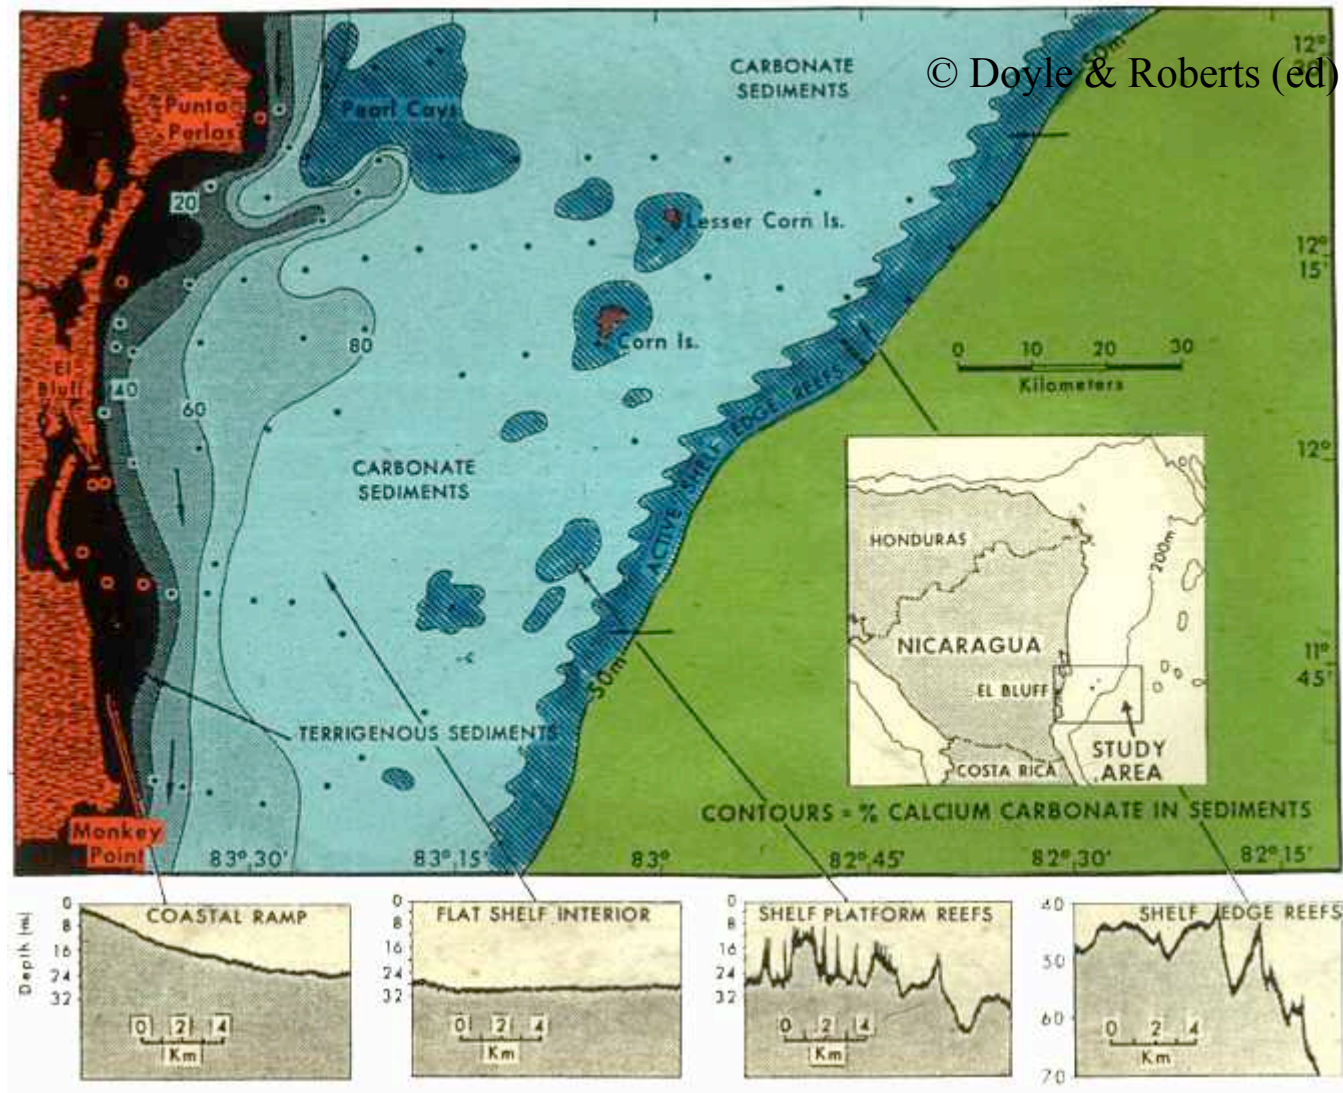 CARBONATE
SEDIMENTS
50m
12°
30'
© Doyle & Roberts (ed)
Punta
Perlas
Pearl Cays
20
Lesser Corn Is.
12°
15'
Corn Is.
80
0 10 20 30
Kilometers
El
Bluff
40
60
ACTIVE SHELF EDGE REEFS
12°
CARBONATE
SEDIMENTS
HONDURAS
200m
NICARAGUA
EL BLUFF
COSTA RICA
STUDY
AREA
11°
45'
50m
TERRIGENOUS SEDIMENTS
CONTOURS = % CALCIUM CARBONATE IN SEDIMENTS
Monkey
Point
83° 30'
83° 15'
83°
82° 45'
82° 30'
82° 15'
Depth (m)
0
8
16
24
32
COASTAL RAMP
0 2 4
Km
0
8
16
24
32
FLAT SHELF INTERIOR
0 2 4
Km
0
8
16
24
32
SHELF PLATFORM REEFS
0 2 4
Km
40
50
60
70
SHELF EDGE REEFS
0 2 4
Km